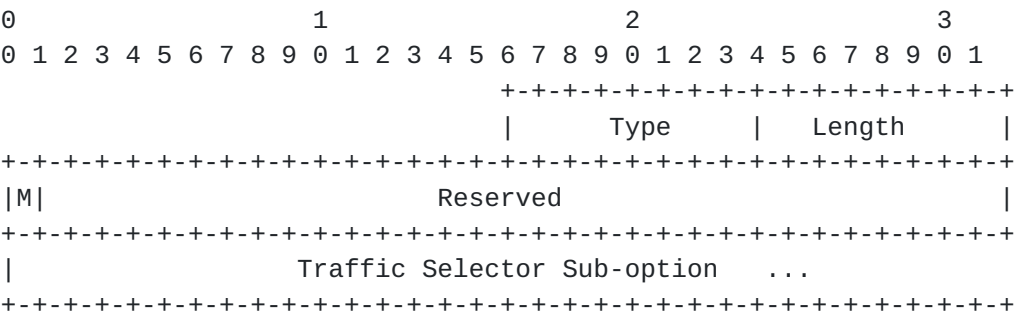 0                   1                   2                   3
0 1 2 3 4 5 6 7 8 9 0 1 2 3 4 5 6 7 8 9 0 1 2 3 4 5 6 7 8 9 0 1
                                +-+-+-+-+-+-+-+-+-+-+-+-+-+-+-+-+
                                |      Type     |   Length      |
+-+-+-+-+-+-+-+-+-+-+-+-+-+-+-+-+-+-+-+-+-+-+-+-+-+-+-+-+-+-+-+-+
|M|                         Reserved                            |
+-+-+-+-+-+-+-+-+-+-+-+-+-+-+-+-+-+-+-+-+-+-+-+-+-+-+-+-+-+-+-+-+
|                  Traffic Selector Sub-option   ...
+-+-+-+-+-+-+-+-+-+-+-+-+-+-+-+-+-+-+-+-+-+-+-+-+-+-+-+-+-+-+-+-+